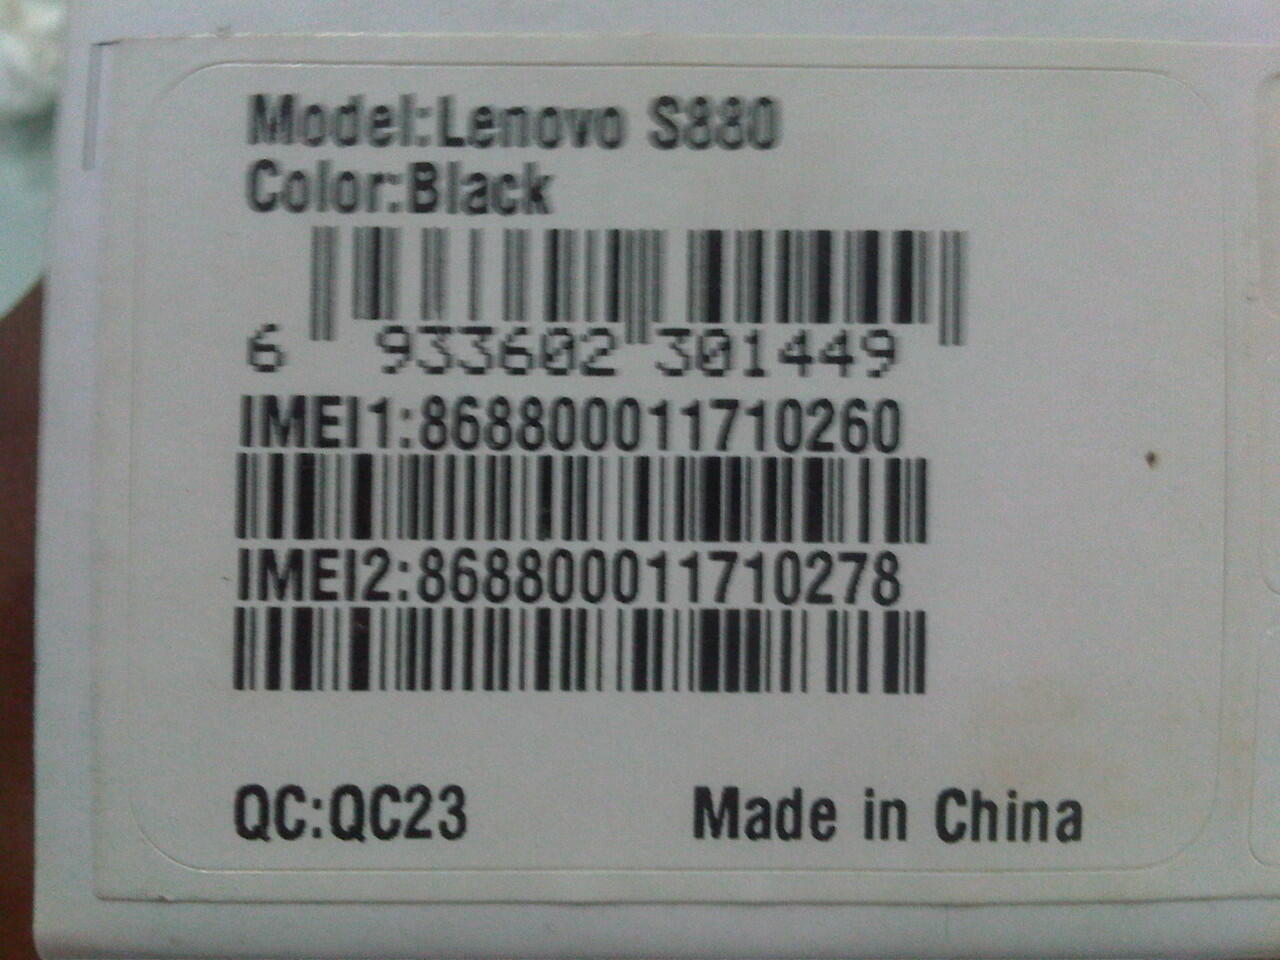 Model:Lenovo S880
Color:Black
6 933602 301449
IMEI1:868800011710260
IMEI2:868800011710278
QC:QC23 Made in China